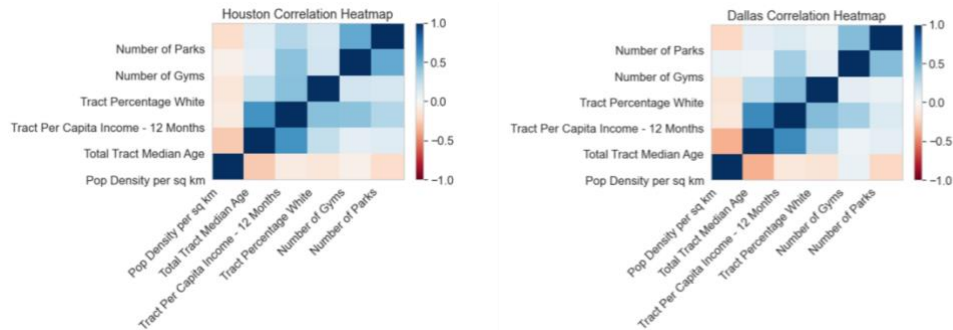 Houston Correlation Heatmap
Number of Parks
Number of Gyms
Tract Percentage White
Tract Per Capita Income - 12 Months
Total Tract Median Age
Pop Density per sq km
1.0
0.5
0.0
−0.5
−1.0
Pop Density per sq km
Total Tract Median Age
Tract Per Capita Income - 12 Months
Tract Percentage White
Number of Gyms
Number of Parks
Dallas Correlation Heatmap
Number of Parks
Number of Gyms
Tract Percentage White
Tract Per Capita Income - 12 Months
Total Tract Median Age
Pop Density per sq km
1.0
0.5
0.0
−0.5
−1.0
Pop Density per sq km
Total Tract Median Age
Tract Per Capita Income - 12 Months
Tract Percentage White
Number of Gyms
Number of Parks